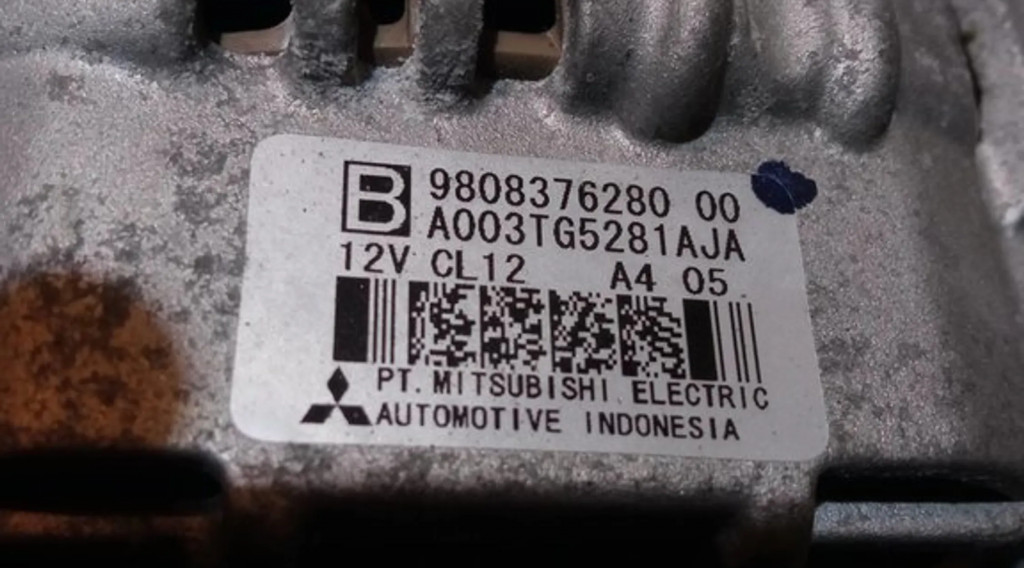 B 9808376280 00
A003TG5281AJA
12V CL12 A4 05
PT. MITSUBISHI ELECTRIC
AUTOMOTIVE INDONESIA